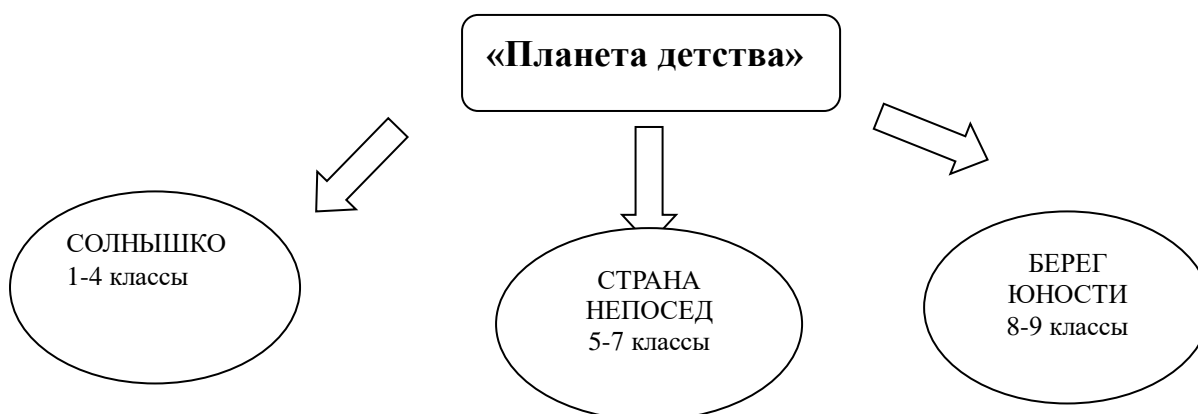 «Планета детства»
СОЛНЫШКО
1-4 классы
СТРАНА
НЕПОСЕД
5-7 классы
БЕРЕГ
ЮНОСТИ
8-9 классы